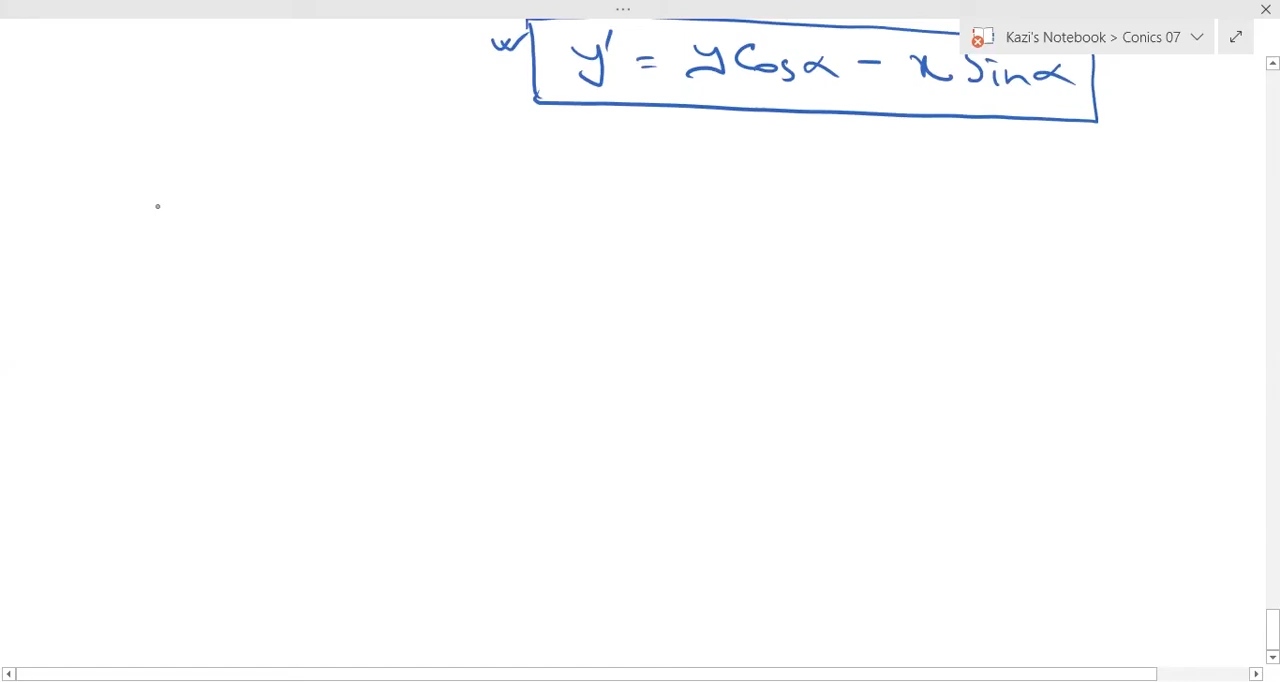 Kazi's Notebook > Conics 07
y' = y Cosα - x Sinα